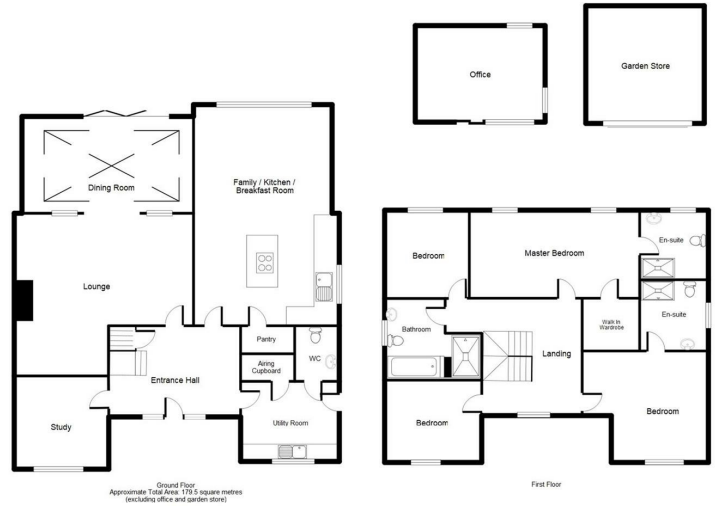 Office
Garden Store
Dining Room
Family / Kitchen /
Breakfast Room
Lounge
Pantry
WC
Airing
Cupboard
Entrance Hall
Study
Utility Room
Bedroom
Master Bedroom
En-suite
Bathroom
Walk In
Wardrobe
En-suite
Landing
Bedroom
Bedroom
Ground Floor
Approximate Total Area: 179.5 square metres
(excluding office and garden store)
First Floor